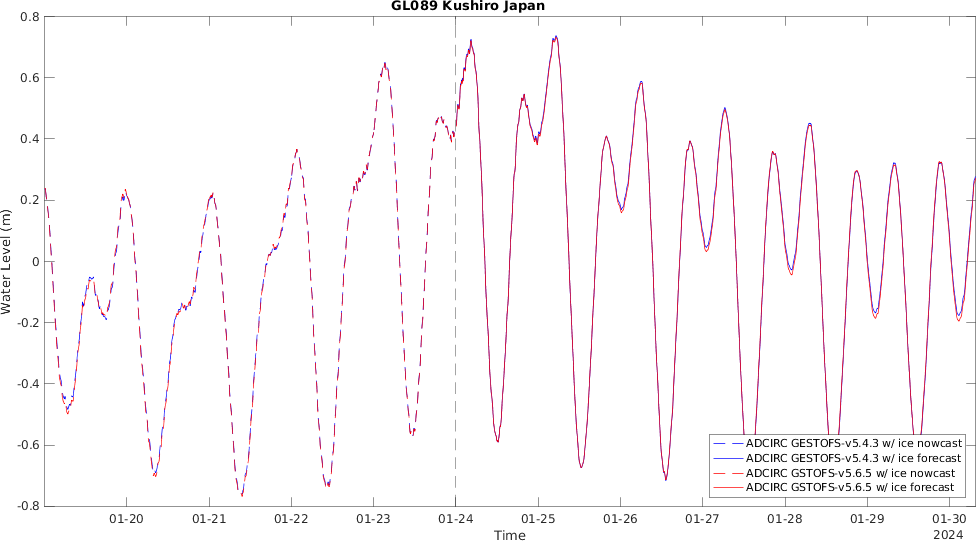 GL089 Kushiro Japan
0.8
0.6
0.4
0.2
0
-0.2
-0.4
-0.6
-0.8
Water Level (m)
ADCIRC GESTOFS-v5.4.3 w/ ice nowcast
ADCIRC GESTOFS-v5.4.3 w/ ice forecast
ADCIRC GSTOFS-v5.6.5 w/ ice nowcast
ADCIRC GSTOFS-v5.6.5 w/ ice forecast
01-20 01-21 01-22 01-23 01-24 01-25 01-26 01-27 01-28 01-29 01-30
Time 2024